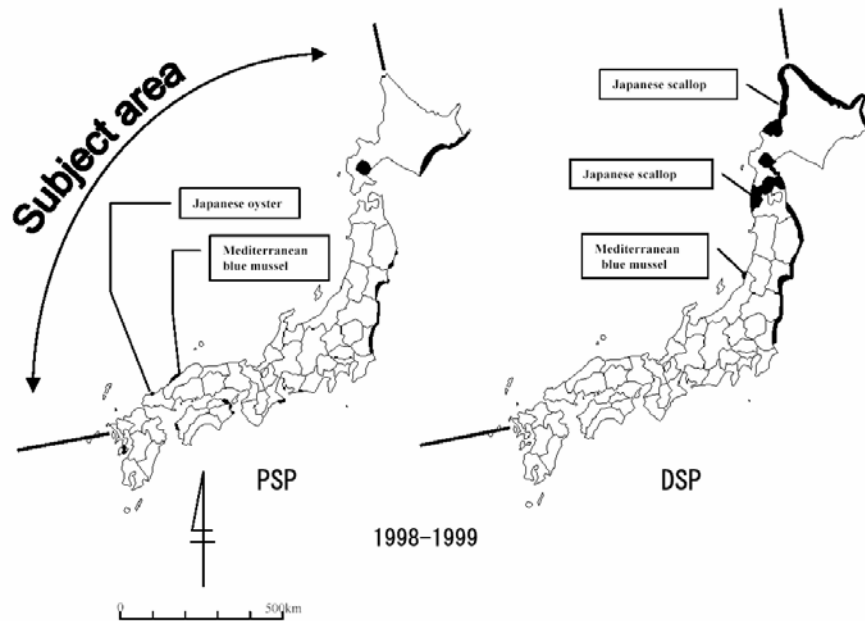 Subject area
Japanese oyster
Mediterranean
blue mussel
PSP
Japanese scallop
Japanese scallop
Mediterranean
blue mussel
DSP
1998-1999
0 500km